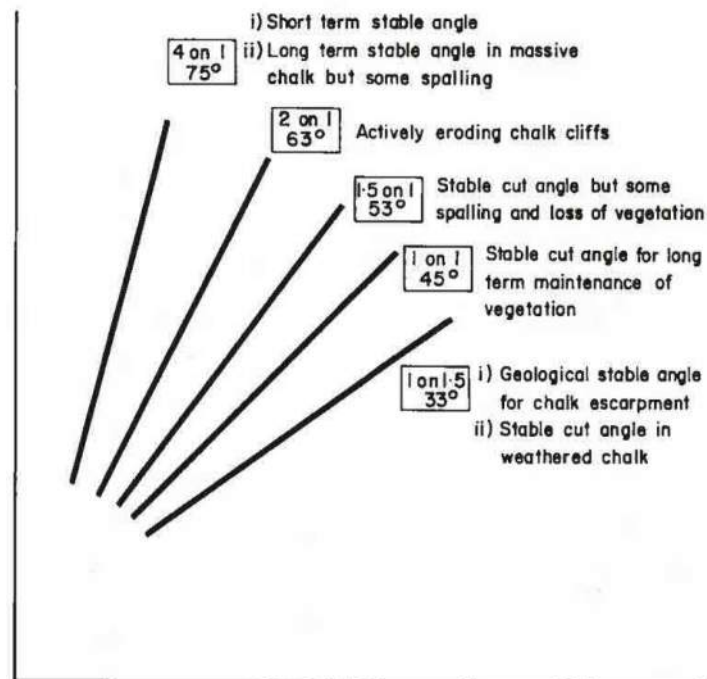 i) Short term stable angle
4 on 1
75°
ii) Long term stable angle in massive
chalk but some spalling
2 on 1
63°
Actively eroding chalk cliffs
1·5 on 1
53°
Stable cut angle but some
spalling and loss of vegetation
1 on 1
45°
Stable cut angle for long
term maintenance of
vegetation
1 on 1·5
33°
i) Geological stable angle
for chalk escarpment
ii) Stable cut angle in
weathered chalk